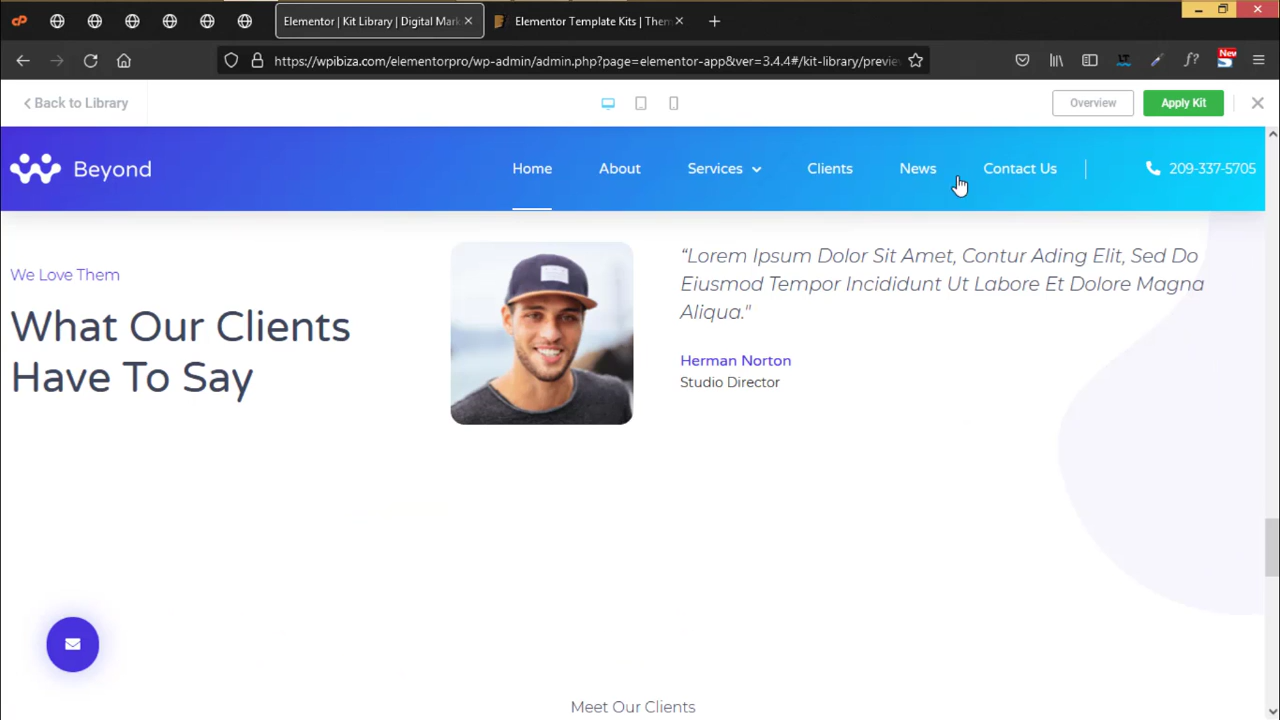 Elementor | Kit Library | Digital Mark
Elementor Template Kits | Them
https://wpibiza.com/elementorpro/wp-admin/admin.php?page=elementor-app&ver=3.4.4#/kit-library/preview
New
Back to Library
Overview
Apply Kit
Beyond
Home
About
Services
Clients
News
Contact Us
209-337-5705
We Love Them
What Our Clients
Have To Say
“Lorem Ipsum Dolor Sit Amet, Contur Ading Elit, Sed Do
Eiusmod Tempor Incididunt Ut Labore Et Dolore Magna
Aliqua."
Herman Norton
Studio Director
Meet Our Clients